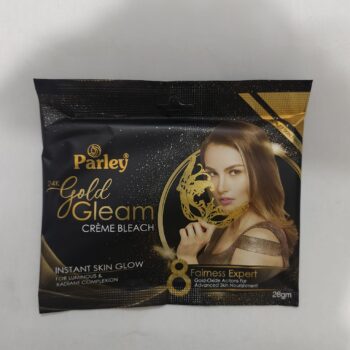 Parley
24K
Gold
Gleam
CRÈME BLEACH
INSTANT SKIN GLOW
FOR LUMINOUS &
RADIANT COMPLEXION
8 Fairness Expert
Gold-Oxide Actions For
Advanced Skin Nourishment
28gm